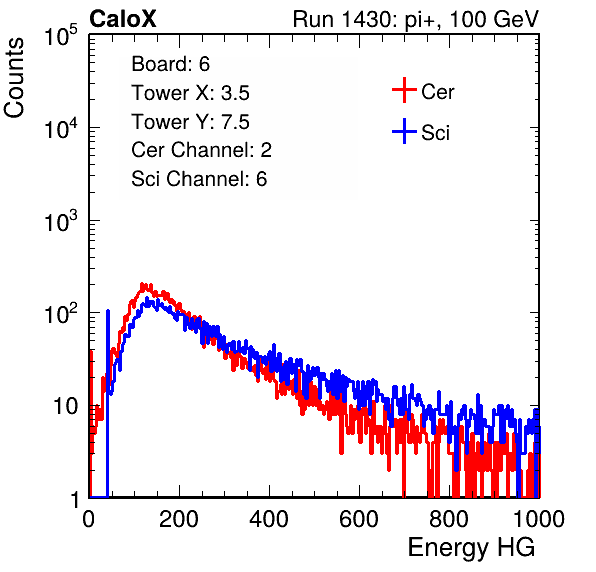 CaloX Run 1430: pi+, 100 GeV
Counts
10^5
10^4
10^3
10^2
10
1
Board: 6
Tower X: 3.5
Tower Y: 7.5
Cer Channel: 2
Sci Channel: 6
Cer
Sci
0 200 400 600 800 1000
Energy HG